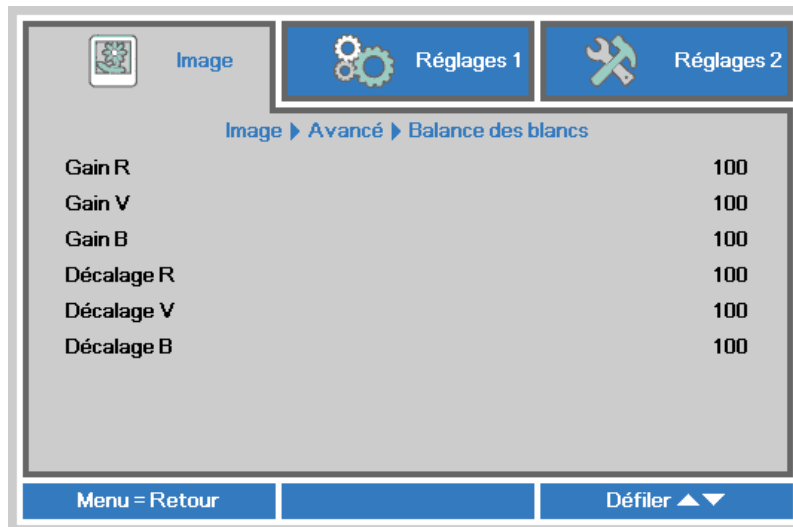 Image Réglages 1 Réglages 2
Image ▶ Avancé ▶ Balance des blancs
Gain R 100
Gain V 100
Gain B 100
Décalage R 100
Décalage V 100
Décalage B 100
Menu = Retour Défiler ▲▼